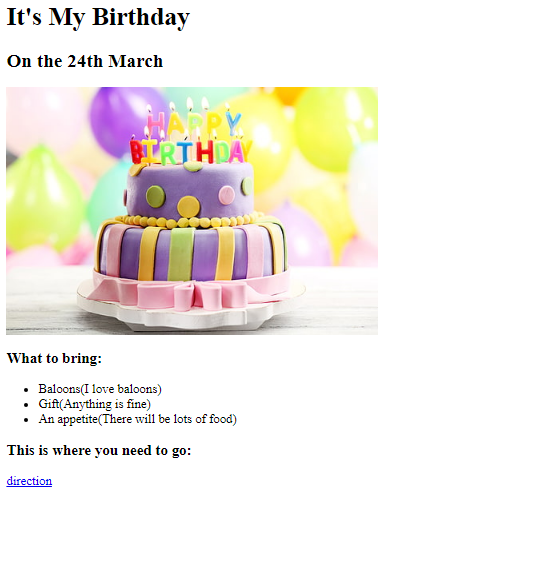 It's My Birthday
On the 24th March
HAPPY
BIRTHDAY
What to bring:
Baloons(I love baloons)
Gift(Anything is fine)
An appetite(There will be lots of food)
This is where you need to go:
direction